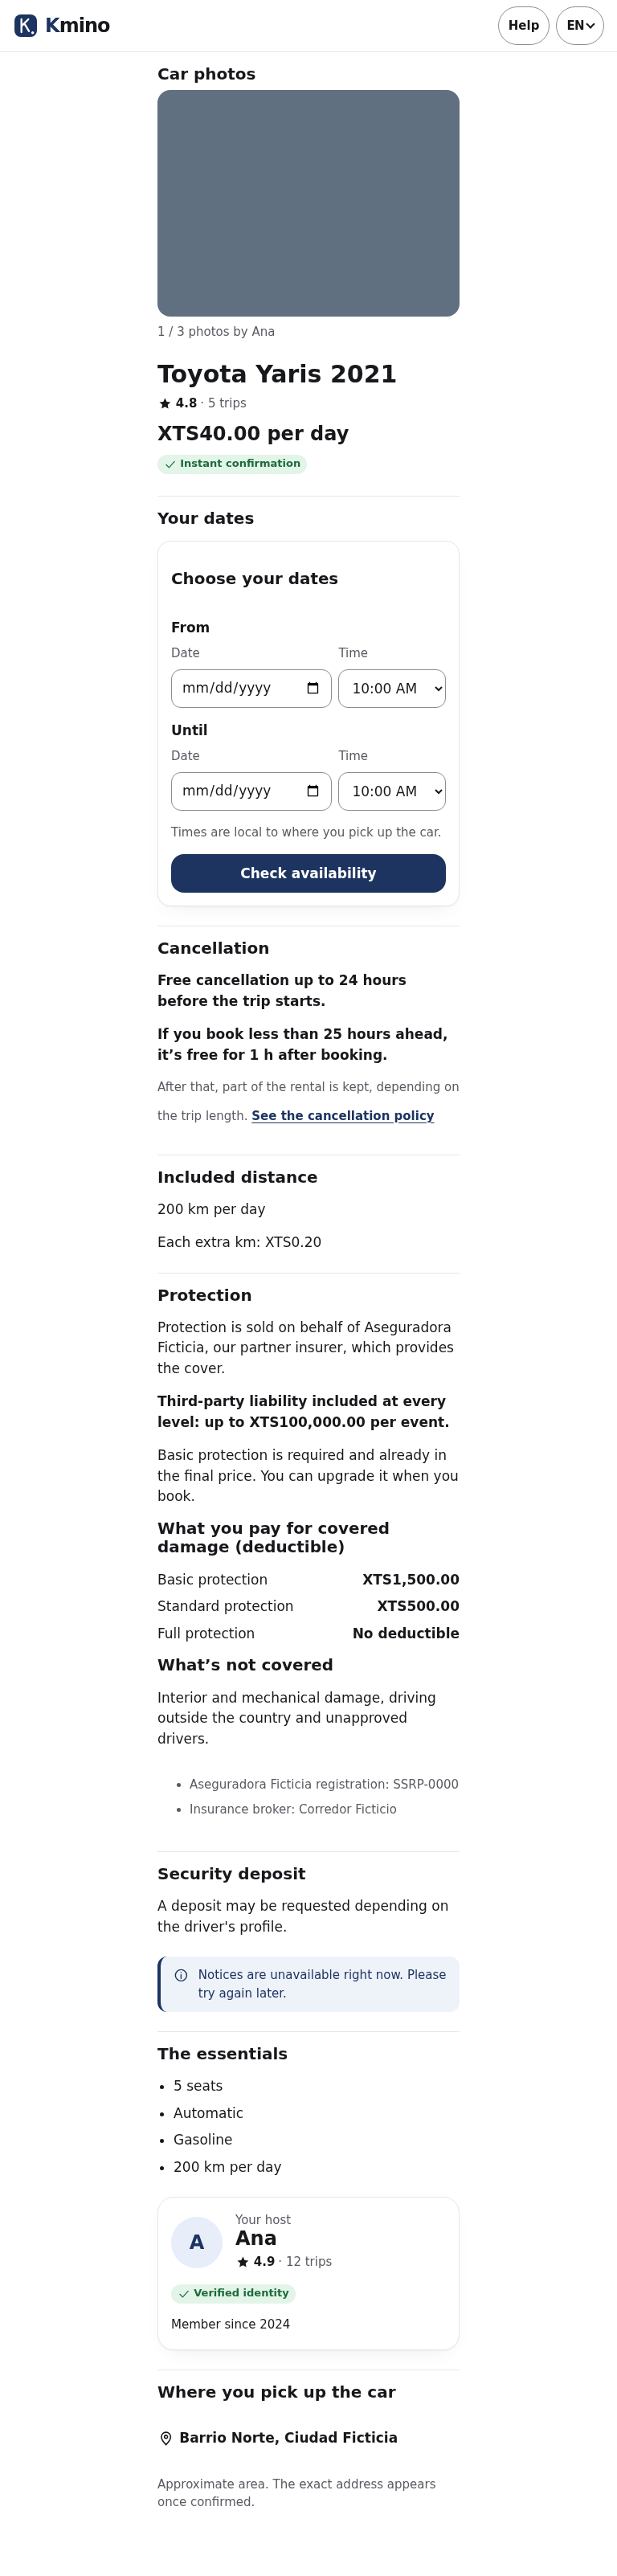 Kmino
Help
EN
Car photos
1 / 3 photos by Ana
Toyota Yaris 2021
4.8 · 5 trips
XTS40.00 per day
Instant confirmation
Your dates
Choose your dates
From
Date Time
mm/dd/yyyy 10:00 AM
Until
Date Time
mm/dd/yyyy 10:00 AM
Times are local to where you pick up the car.
Check availability
Cancellation
Free cancellation up to 24 hours
before the trip starts.
If you book less than 25 hours ahead,
it’s free for 1 h after booking.
After that, part of the rental is kept, depending on
the trip length. See the cancellation policy
Included distance
200 km per day
Each extra km: XTS0.20
Protection
Protection is sold on behalf of Aseguradora
Ficticia, our partner insurer, which provides
the cover.
Third-party liability included at every
level: up to XTS100,000.00 per event.
Basic protection is required and already in
the final price. You can upgrade it when you
book.
What you pay for covered
damage (deductible)
Basic protection XTS1,500.00
Standard protection XTS500.00
Full protection No deductible
What’s not covered
Interior and mechanical damage, driving
outside the country and unapproved
drivers.
• Aseguradora Ficticia registration: SSRP-0000
• Insurance broker: Corredor Ficticio
Security deposit
A deposit may be requested depending on
the driver's profile.
Notices are unavailable right now. Please
try again later.
The essentials
• 5 seats
• Automatic
• Gasoline
• 200 km per day
A
Your host
Ana
4.9 · 12 trips
Verified identity
Member since 2024
Where you pick up the car
Barrio Norte, Ciudad Ficticia
Approximate area. The exact address appears
once confirmed.